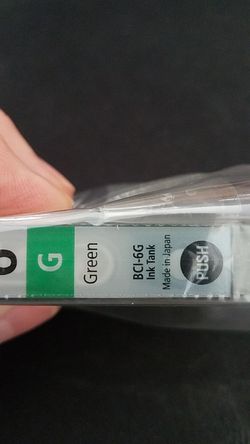 G
Green
BCI-6G
Ink Tank
Made in Japan
PUSH